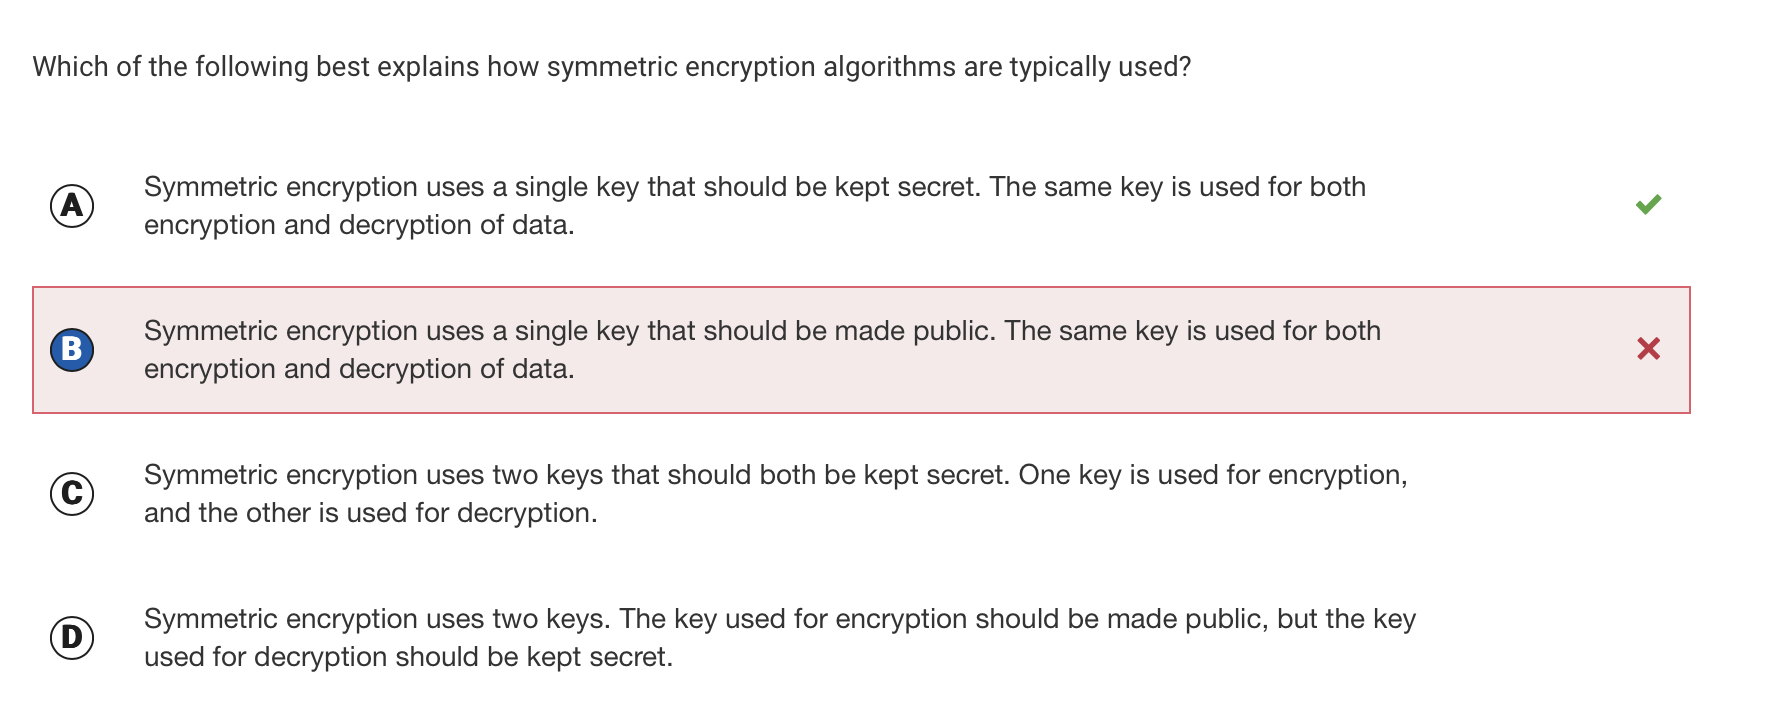 Which of the following best explains how symmetric encryption algorithms are typically used?
A
Symmetric encryption uses a single key that should be kept secret. The same key is used for both
encryption and decryption of data.
B
Symmetric encryption uses a single key that should be made public. The same key is used for both
encryption and decryption of data.
C
Symmetric encryption uses two keys that should both be kept secret. One key is used for encryption,
and the other is used for decryption.
D
Symmetric encryption uses two keys. The key used for encryption should be made public, but the key
used for decryption should be kept secret.